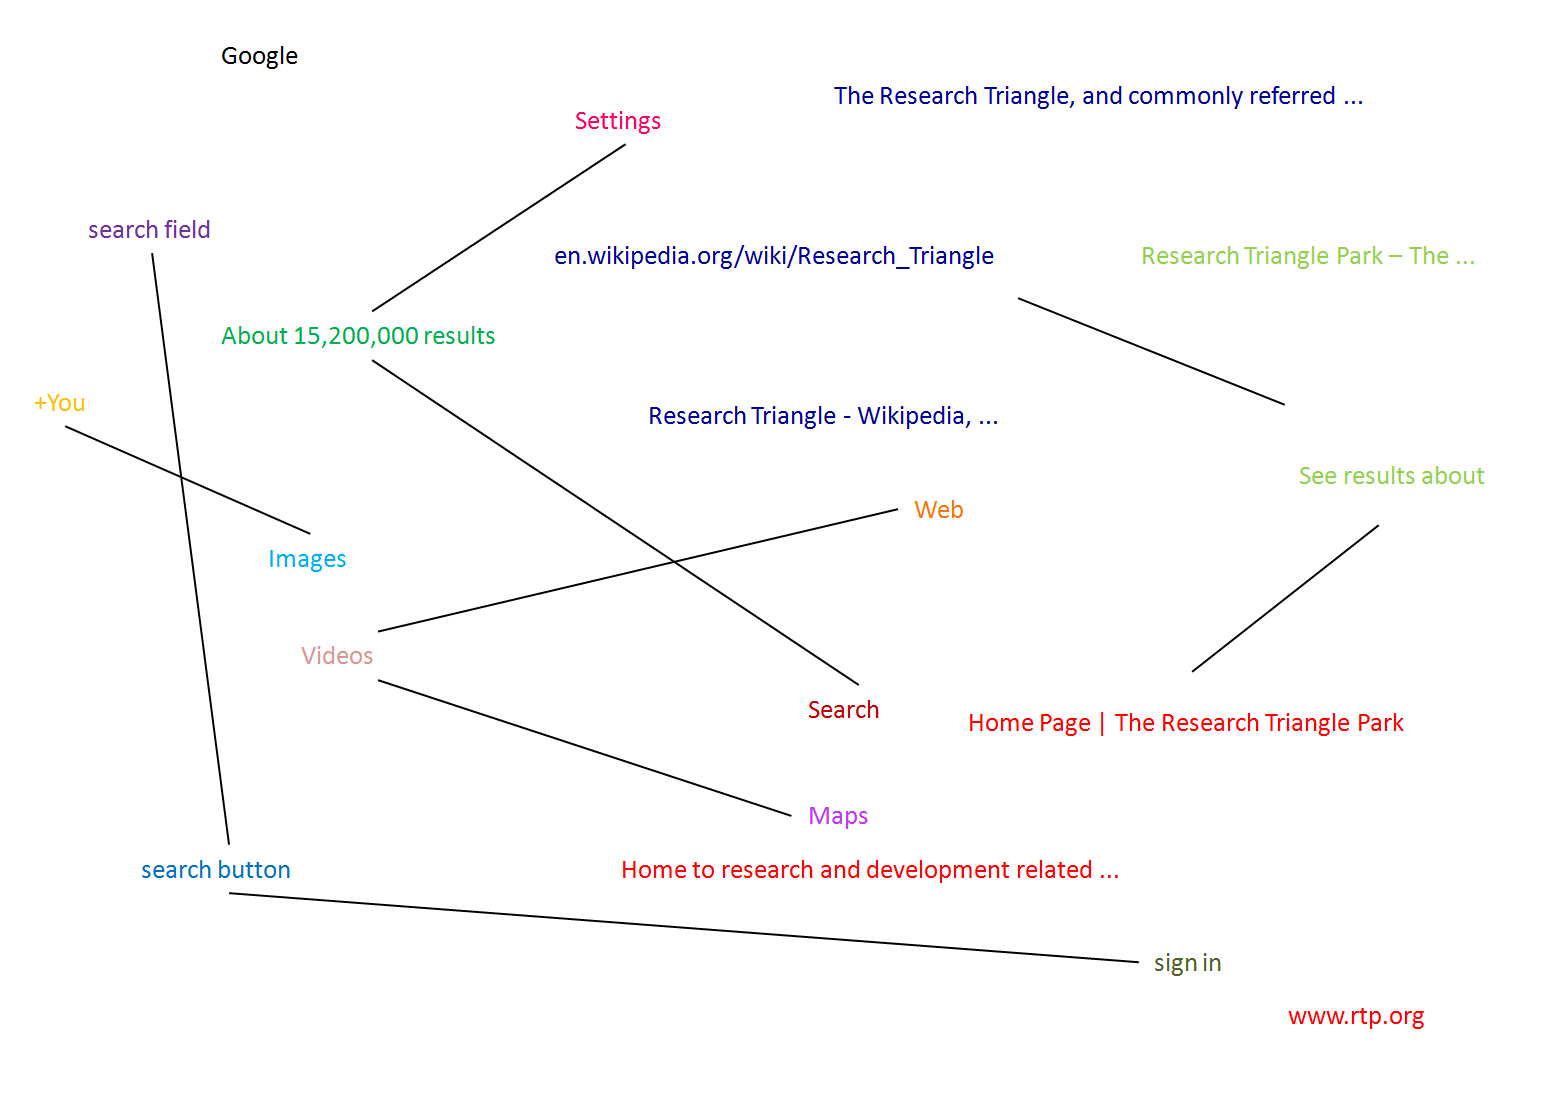 Google
The Research Triangle, and commonly referred ...
Settings
search field
en.wikipedia.org/wiki/Research_Triangle
Research Triangle Park – The ...
About 15,200,000 results
+You
Research Triangle - Wikipedia, ...
See results about
Web
Images
Videos
Search
Home Page | The Research Triangle Park
Maps
search button
Home to research and development related ...
sign in
www.rtp.org